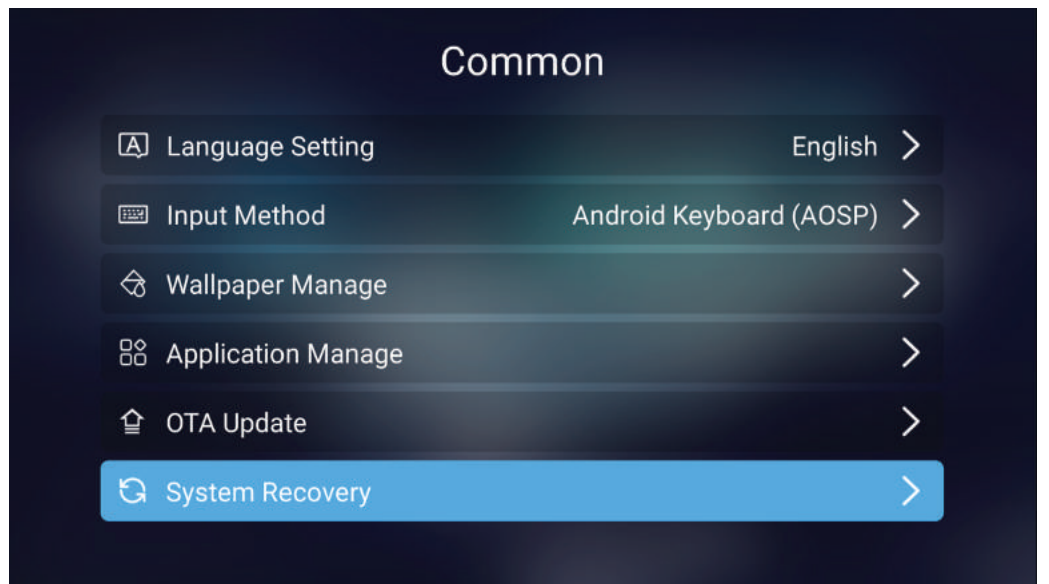 Common
Language Setting English
Input Method Android Keyboard (AOSP)
Wallpaper Manage
Application Manage
OTA Update
System Recovery